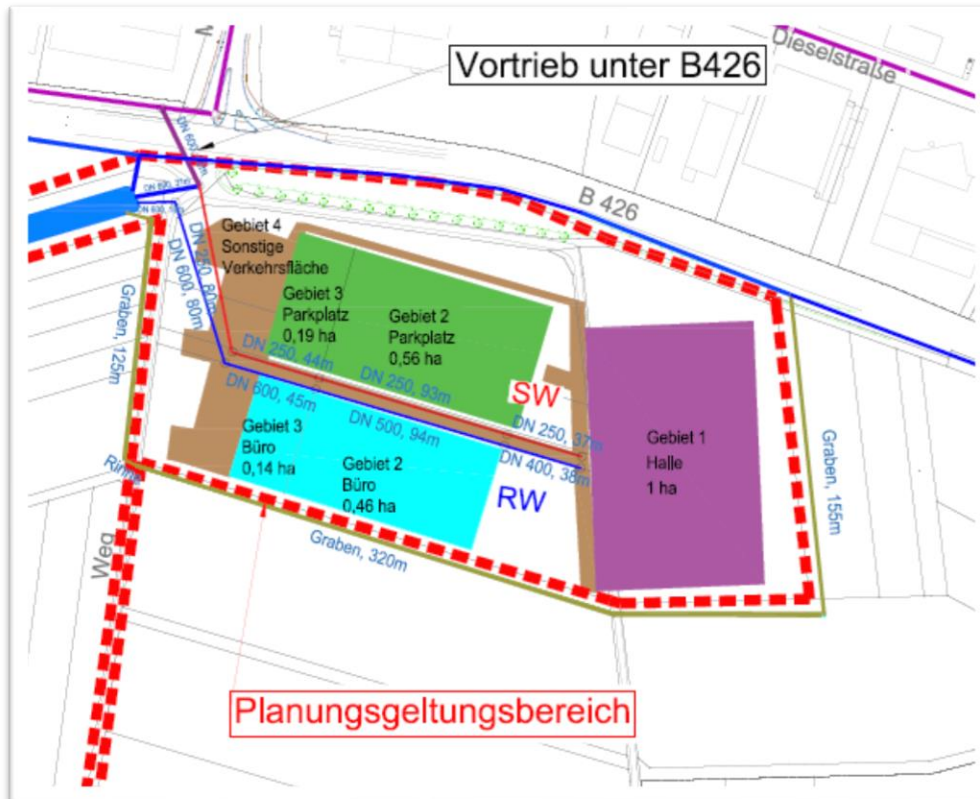 Vortrieb unter B426
Dieselstraße
B 426
Gebiet 4
Sonstige
Verkehrsfläche
DN 250, 80m
DN 600, 80m
Graben, 125m
Gebiet 3
Parkplatz
0,19 ha
Gebiet 2
Parkplatz
0,56 ha
DN 250, 44m
DN 250, 93m
SW
DN 250, 37m
DN 600, 45m
DN 500, 94m
DN 400, 38m
Gebiet 1
Halle
1 ha
Gebiet 3
Büro
0,14 ha
Gebiet 2
Büro
0,46 ha
RW
Graben, 155m
Rinne
Graben, 320m
Weg
Planungsgeltungsbereich